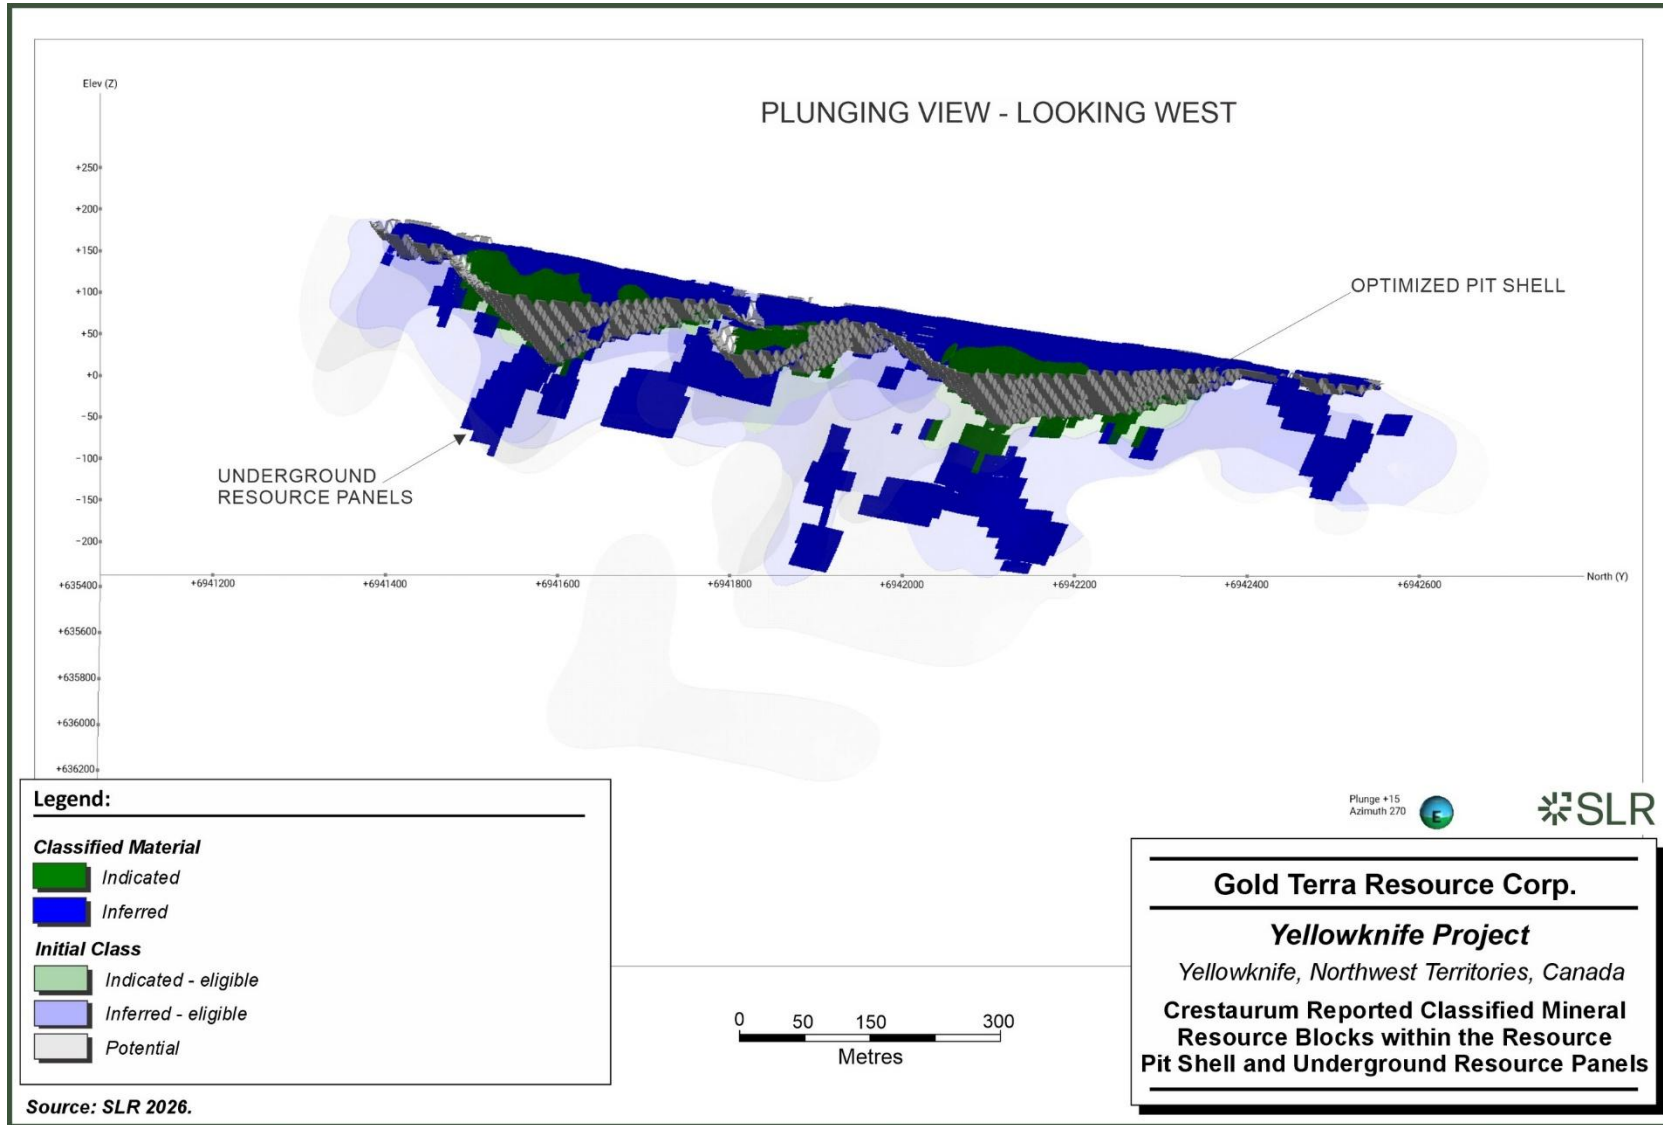 Elev (Z)
PLUNGING VIEW - LOOKING WEST
+250
+200
+150
+100
+50
+0
−50
−100
−150
−200
OPTIMIZED PIT SHELL
UNDERGROUND
RESOURCE PANELS
+6941200
+6941400
+6941600
+6941800
+6942000
+6942200
+6942400
+6942600
North (Y)
+635400
+635600
+635800
+636000
+636200
Legend:
Classified Material
Indicated
Inferred
Initial Class
Indicated - eligible
Inferred - eligible
Potential
Source: SLR 2026.
0 50 150 300
Metres
Plunge +15
Azimuth 270
E
SLR
Gold Terra Resource Corp.
Yellowknife Project
Yellowknife, Northwest Territories, Canada
Crestaurum Reported Classified Mineral
Resource Blocks within the Resource
Pit Shell and Underground Resource Panels